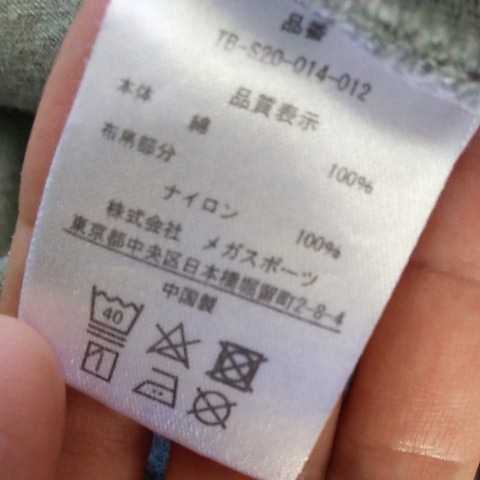 品番
TB-S20-014-012
品質表示
本体
綿 100%
布帛部分
ナイロン 100%
株式会社 メガスポーツ
東京都中央区日本橋堀留町2-8-4
中国製
40